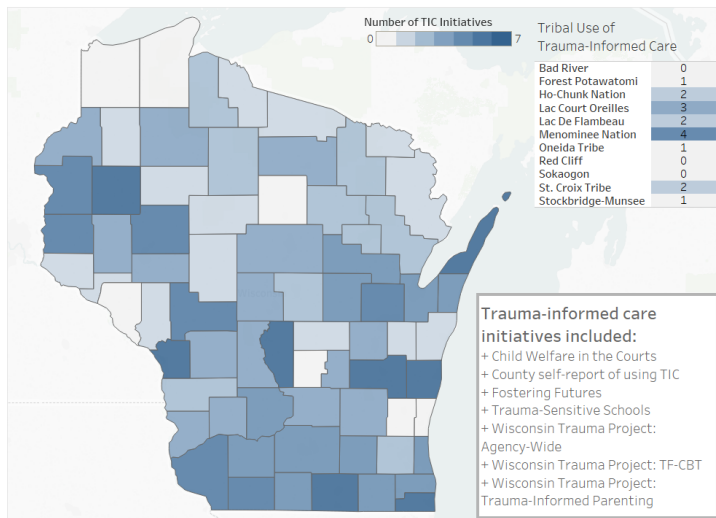 Number of TIC Initiatives
0 7
Tribal Use of
Trauma-Informed Care
Bad River 0
Forest Potawatomi 1
Ho-Chunk Nation 2
Lac Court Oreilles 3
Lac De Flambeau 2
Menominee Nation 4
Oneida Tribe 1
Red Cliff 0
Sokaogon 0
St. Croix Tribe 2
Stockbridge-Munsee 1
Trauma-informed care
initiatives included:
+ Child Welfare in the Courts
+ County self-report of using TIC
+ Fostering Futures
+ Trauma-Sensitive Schools
+ Wisconsin Trauma Project:
Agency-Wide
+ Wisconsin Trauma Project: TF-CBT
+ Wisconsin Trauma Project:
Trauma-Informed Parenting